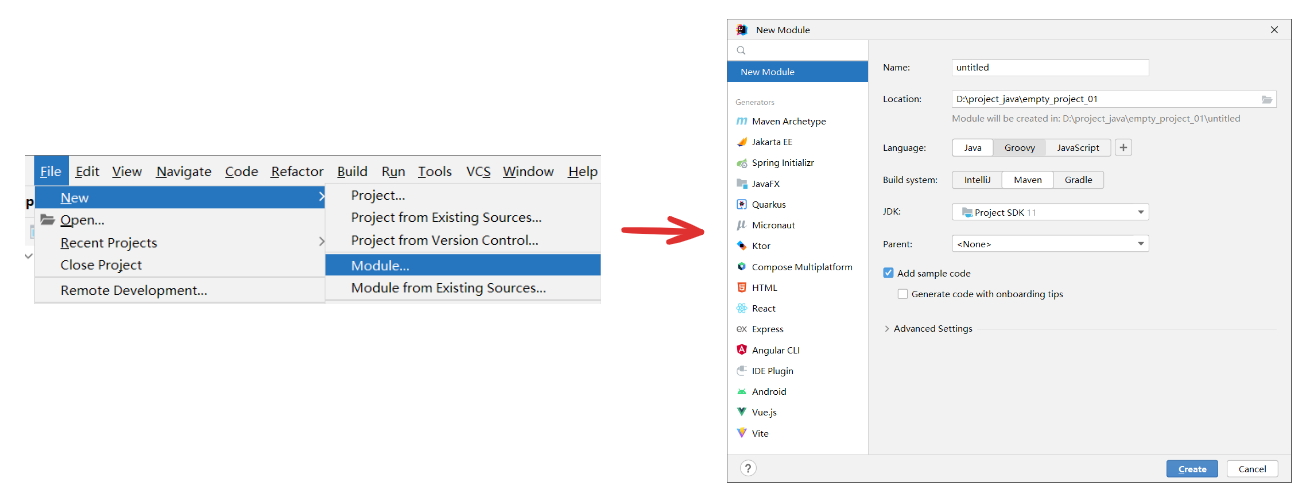 File Edit View Navigate Code Refactor Build Run Tools VCS Window Help
New
Open...
Recent Projects
Close Project
Remote Development...
Project...
Project from Existing Sources...
Project from Version Control...
Module...
Module from Existing Sources...
New Module
New Module
Generators
Maven Archetype
Jakarta EE
Spring Initializr
JavaFX
Quarkus
Micronaut
Ktor
Compose Multiplatform
HTML
React
ex Express
Angular CLI
IDE Plugin
Android
Vue.js
Vite
Name: untitled
Location: D:\project_java\empty_project_01
Module will be created in: D:\project_java\empty_project_01\untitled
Language: Java Groovy JavaScript +
Build system: IntelliJ Maven Gradle
JDK: Project SDK 11
Parent: <None>
Add sample code
Generate code with onboarding tips
Advanced Settings
? Create Cancel